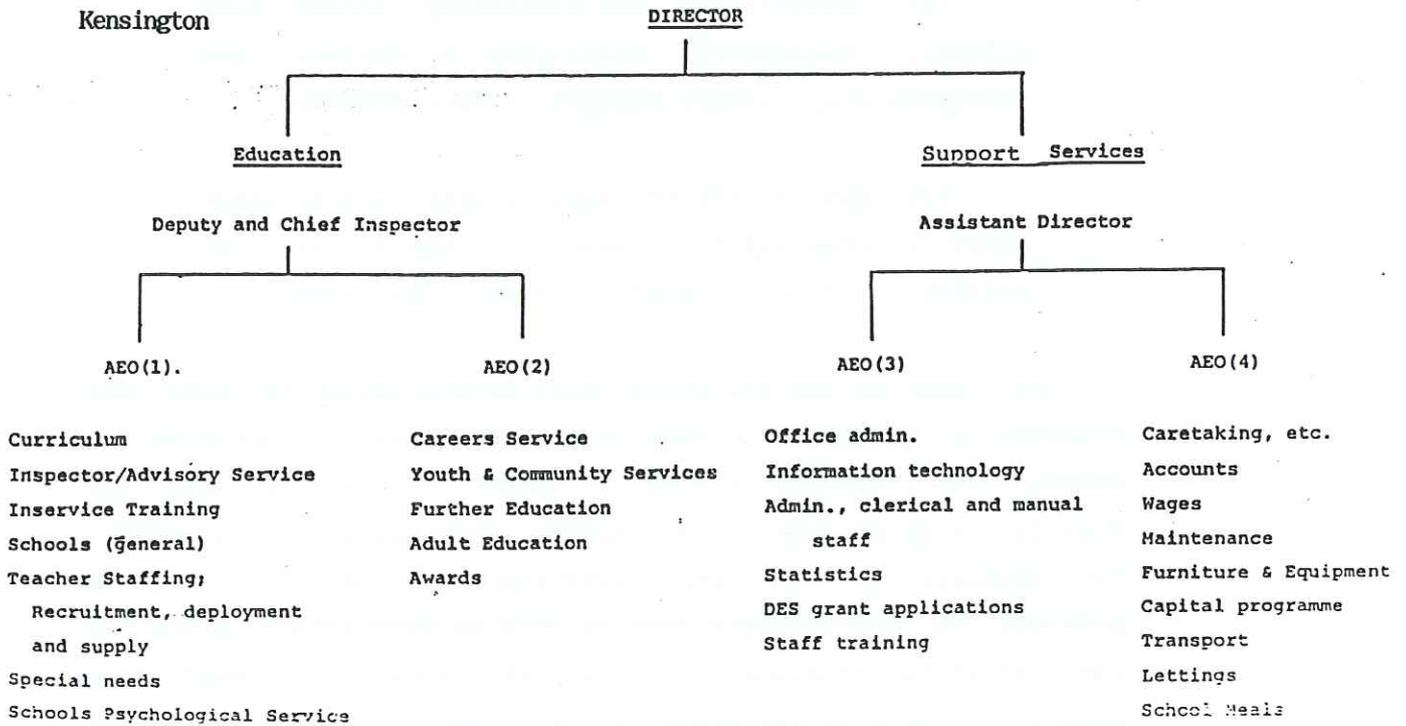 Kensington
DIRECTOR
Education
Support Services
Deputy and Chief Inspector
Assistant Director
AEO(1).
AEO(2)
AEO(3)
AEO(4)
Curriculum
Inspector/Advisory Service
Inservice Training
Schools (general)
Teacher Staffing;
Recruitment, deployment
and supply
Special needs
Schools Psychological Service
Careers Service
Youth & Community Services
Further Education
Adult Education
Awards
Office admin.
Information technology
Admin., clerical and manual
staff
Statistics
DES grant applications
Staff training
Caretaking, etc.
Accounts
Wages
Maintenance
Furniture & Equipment
Capital programme
Transport
Lettings
School Meals